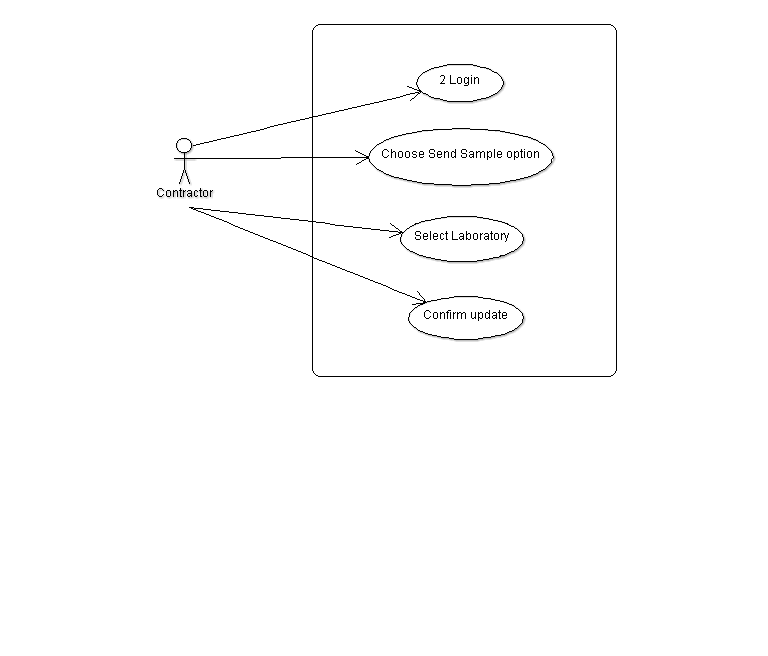 2 Login
Choose Send Sample option
Contractor
Select Laboratory
Confirm update